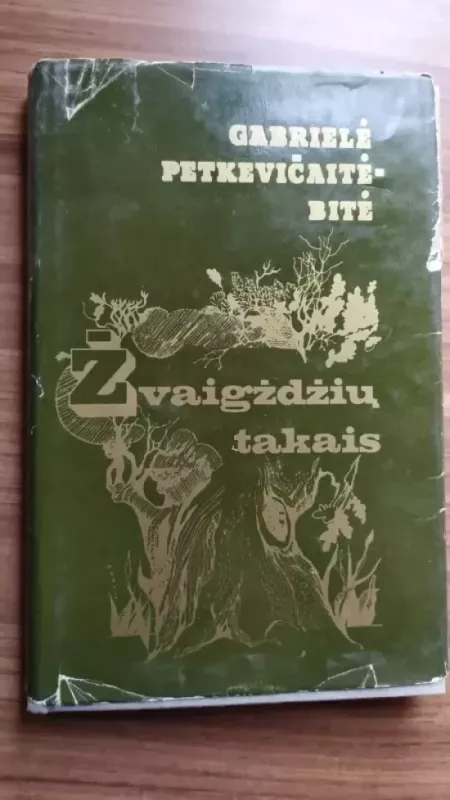 GABRIELĖ
PETKEVIČAITĖ-
BITĖ
Žvaigždžių
takais